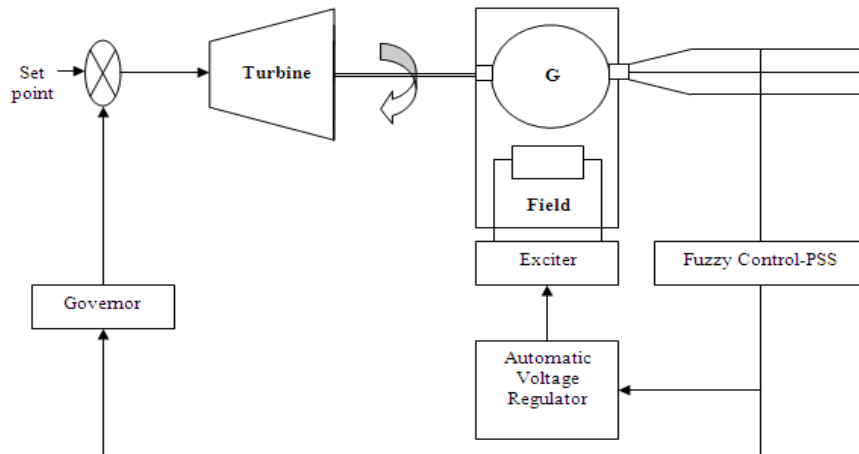 Set
point
Turbine
G
Field
Exciter
Fuzzy Control-PSS
Governor
Automatic
Voltage
Regulator